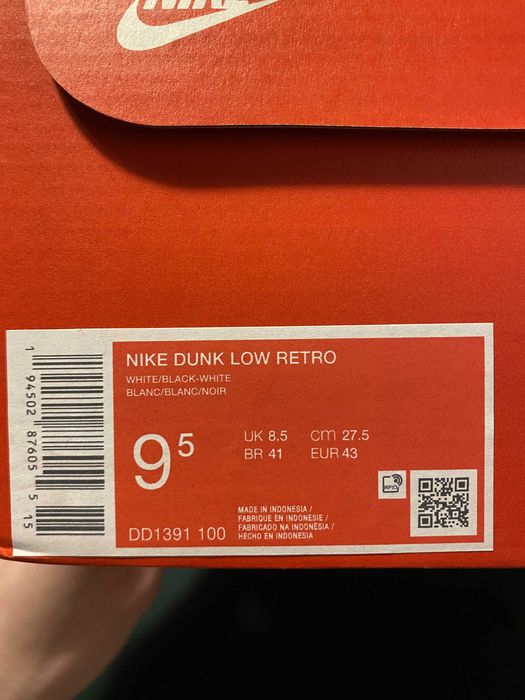 NIKE
NIKE DUNK LOW RETRO
WHITE/BLACK-WHITE
BLANC/BLANC/NOIR
9⁵
UK 8.5 cm 27.5
BR 41 EUR 43
DD1391 100
MADE IN INDONESIA /
FABRIQUE EN INDONESIE /
FABRICADO NA INDONÉSIA /
HECHO EN INDONESIA
RFID
1 94502 87605 5 15